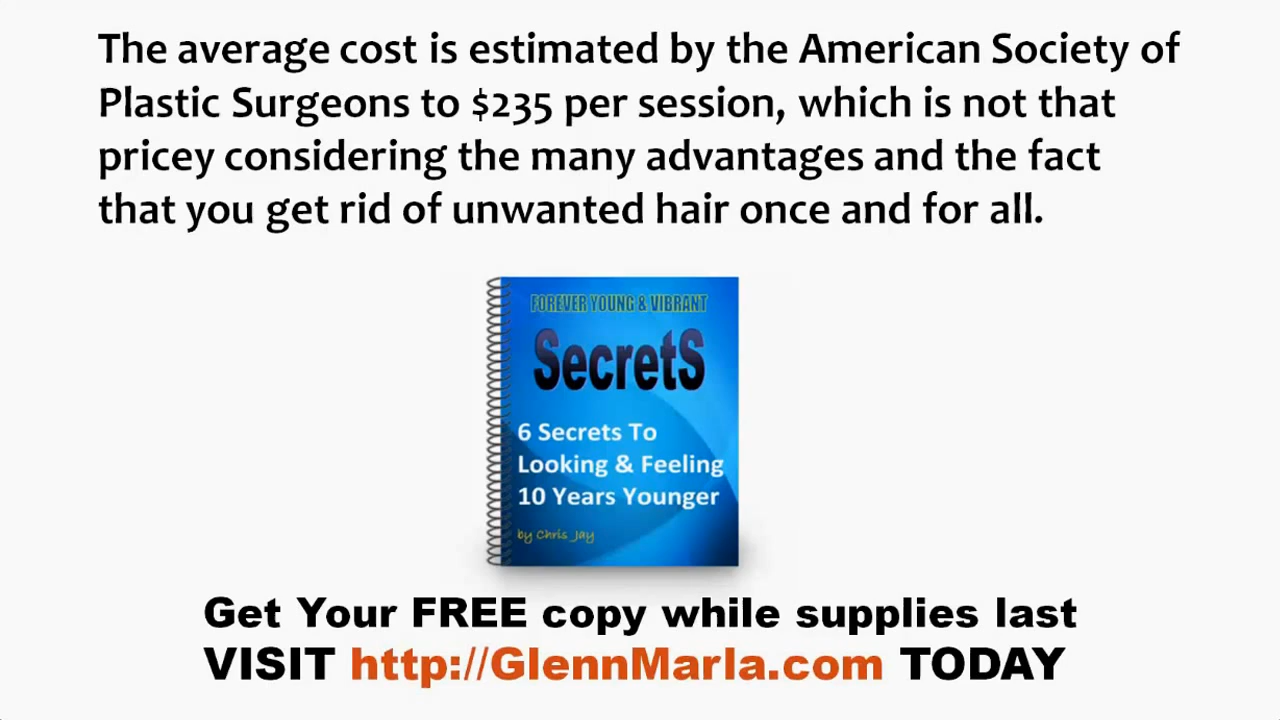 The average cost is estimated by the American Society of
Plastic Surgeons to $235 per session, which is not that
pricey considering the many advantages and the fact
that you get rid of unwanted hair once and for all.
FOREVER YOUNG & VIBRANT
SecretS
6 Secrets To
Looking & Feeling
10 Years Younger
by Chris Jay
Get Your FREE copy while supplies last
VISIT http://GlennMarla.com TODAY